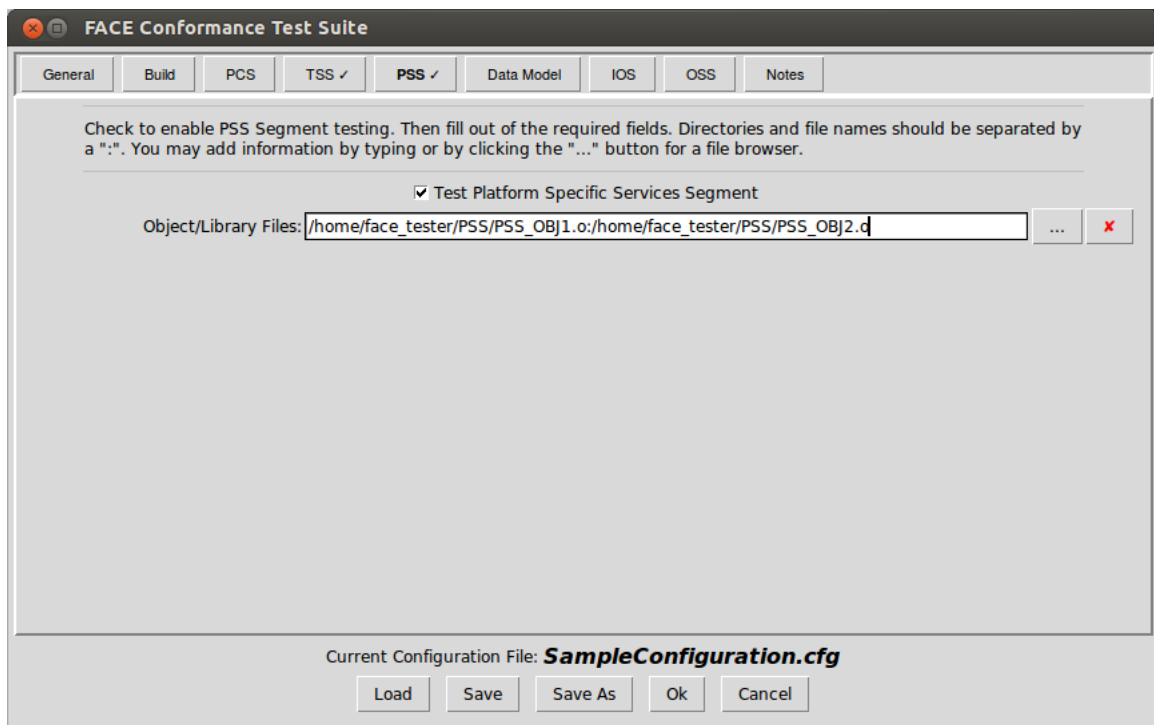 FACE Conformance Test Suite
General Build PCS TSS ✓ PSS ✓ Data Model IOS OSS Notes
Check to enable PSS Segment testing. Then fill out of the required fields. Directories and file names should be separated by
a ":". You may add information by typing or by clicking the "..." button for a file browser.
Test Platform Specific Services Segment
Object/Library Files: /home/face_tester/PSS/PSS_OBJ1.o:/home/face_tester/PSS/PSS_OBJ2.o ... ✘
Current Configuration File: SampleConfiguration.cfg
Load Save Save As Ok Cancel